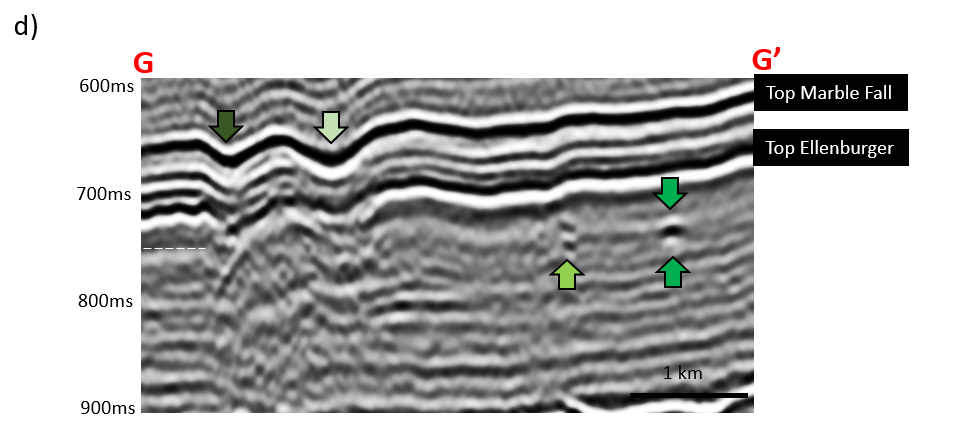 d)
G
G’
600ms
Top Marble Fall
Top Ellenburger
700ms
800ms
1 km
900ms